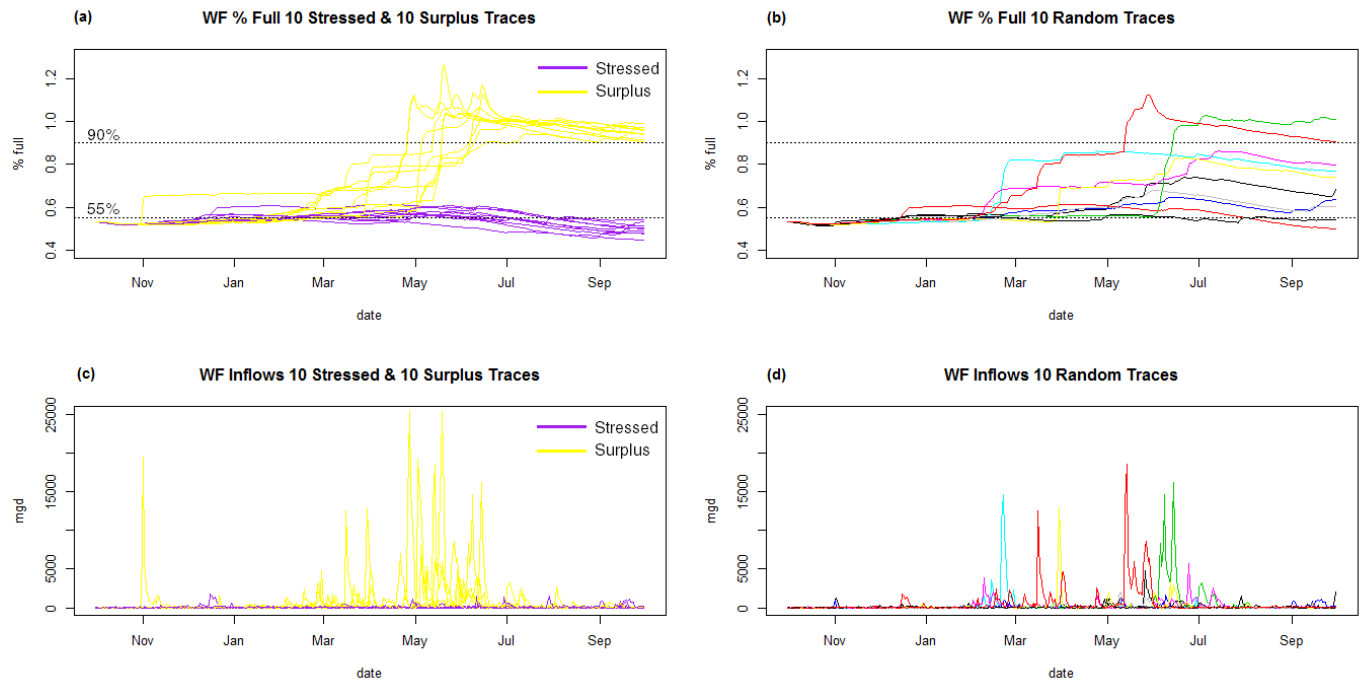 (a) WF % Full 10 Stressed & 10 Surplus Traces
% full
0.4 0.6 0.8 1.0 1.2
90%
55%
Stressed
Surplus
Nov Jan Mar May Jul Sep
date
(b) WF % Full 10 Random Traces
% full
0.4 0.6 0.8 1.0 1.2
Nov Jan Mar May Jul Sep
date
(c) WF Inflows 10 Stressed & 10 Surplus Traces
mgd
0 5000 15000 25000
Stressed
Surplus
Nov Jan Mar May Jul Sep
date
(d) WF Inflows 10 Random Traces
mgd
0 5000 15000 25000
Nov Jan Mar May Jul Sep
date